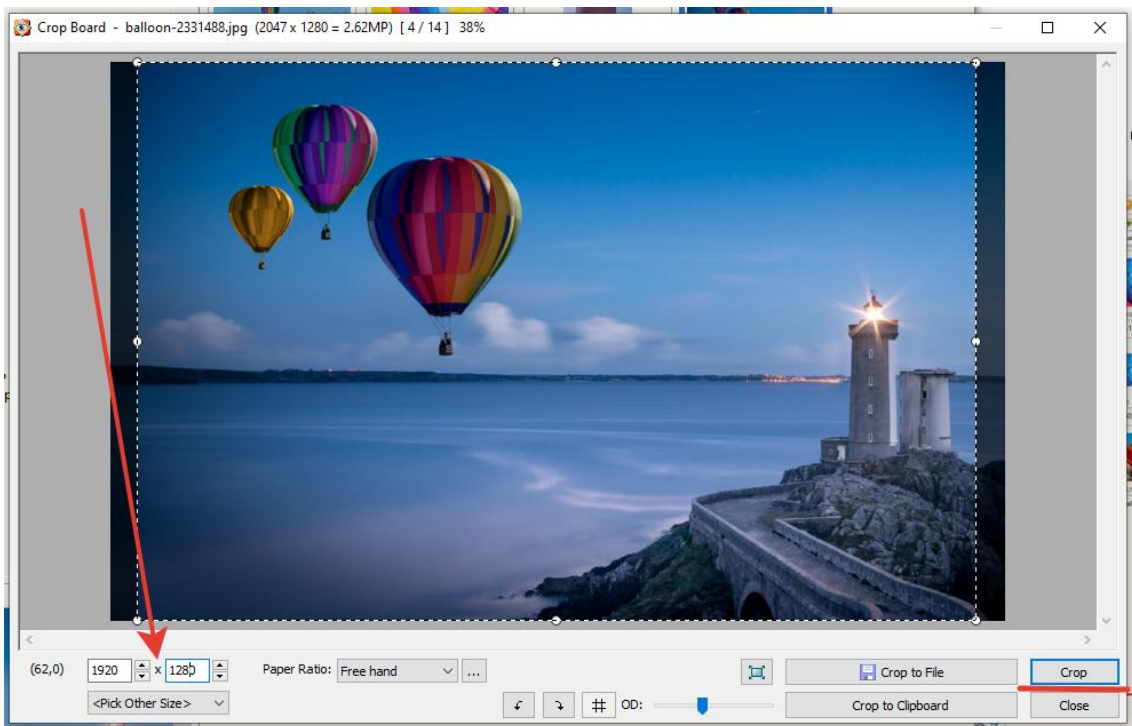 Crop Board - balloon-2331488.jpg (2047 x 1280 = 2.62MP) [ 4 / 14 ] 38%
(62,0) 1920 x 1280 Paper Ratio: Free hand ... Crop to File Crop
<Pick Other Size> OD: Crop to Clipboard Close